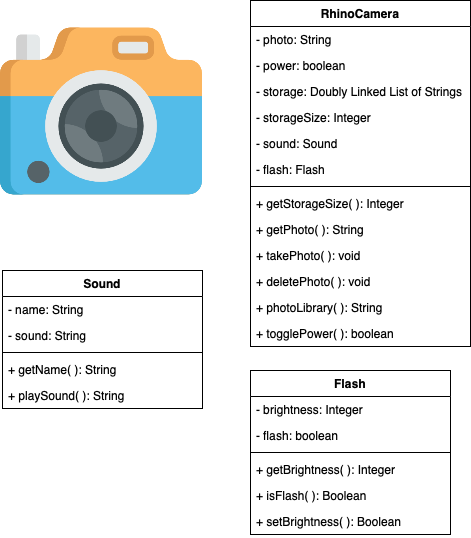 RhinoCamera
- photo: String
- power: boolean
- storage: Doubly Linked List of Strings
- storageSize: Integer
- sound: Sound
- flash: Flash
+ getStorageSize( ): Integer
+ getPhoto( ): String
+ takePhoto( ): void
+ deletePhoto( ): void
+ photoLibrary( ): String
+ togglePower( ): boolean
Sound
- name: String
- sound: String
+ getName( ): String
+ playSound( ): String
Flash
- brightness: Integer
- flash: boolean
+ getBrightness( ): Integer
+ isFlash( ): Boolean
+ setBrightness( ): Boolean